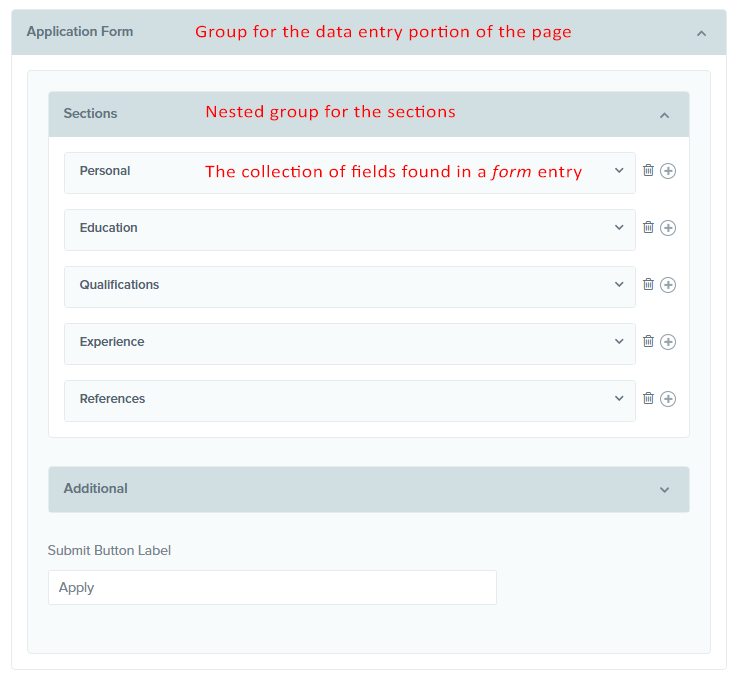 Application Form Group for the data entry portion of the page
Sections Nested group for the sections
Personal The collection of fields found in a form entry
Education
Qualifications
Experience
References
Additional
Submit Button Label
Apply